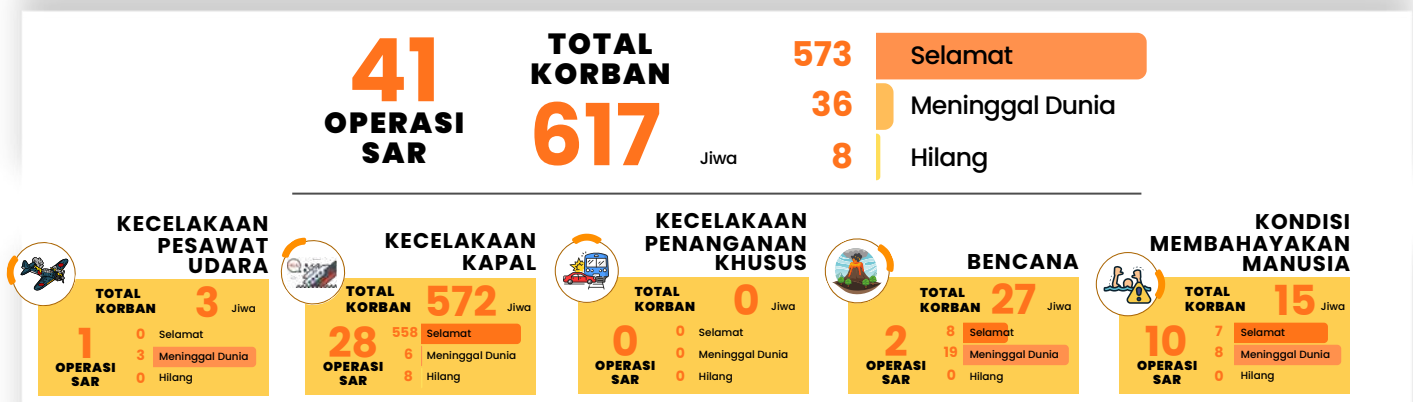 41
OPERASI
SAR
TOTAL
KORBAN
617
Jiwa
573 Selamat
36 Meninggal Dunia
8 Hilang
KECELAKAAN
PESAWAT
UDARA
TOTAL
KORBAN
3 Jiwa
1
OPERASI
SAR
0 Selamat
3 Meninggal Dunia
0 Hilang
KECELAKAAN
KAPAL
TOTAL
KORBAN
572 Jiwa
28
OPERASI
SAR
558 Selamat
6 Meninggal Dunia
8 Hilang
KECELAKAAN
PENANGANAN
KHUSUS
TOTAL
KORBAN
0 Jiwa
0
OPERASI
SAR
0 Selamat
0 Meninggal Dunia
0 Hilang
BENCANA
TOTAL
KORBAN
27 Jiwa
2
OPERASI
SAR
8 Selamat
19 Meninggal Dunia
0 Hilang
KONDISI
MEMBAHAYAKAN
MANUSIA
TOTAL
KORBAN
15 Jiwa
10
OPERASI
SAR
7 Selamat
8 Meninggal Dunia
0 Hilang